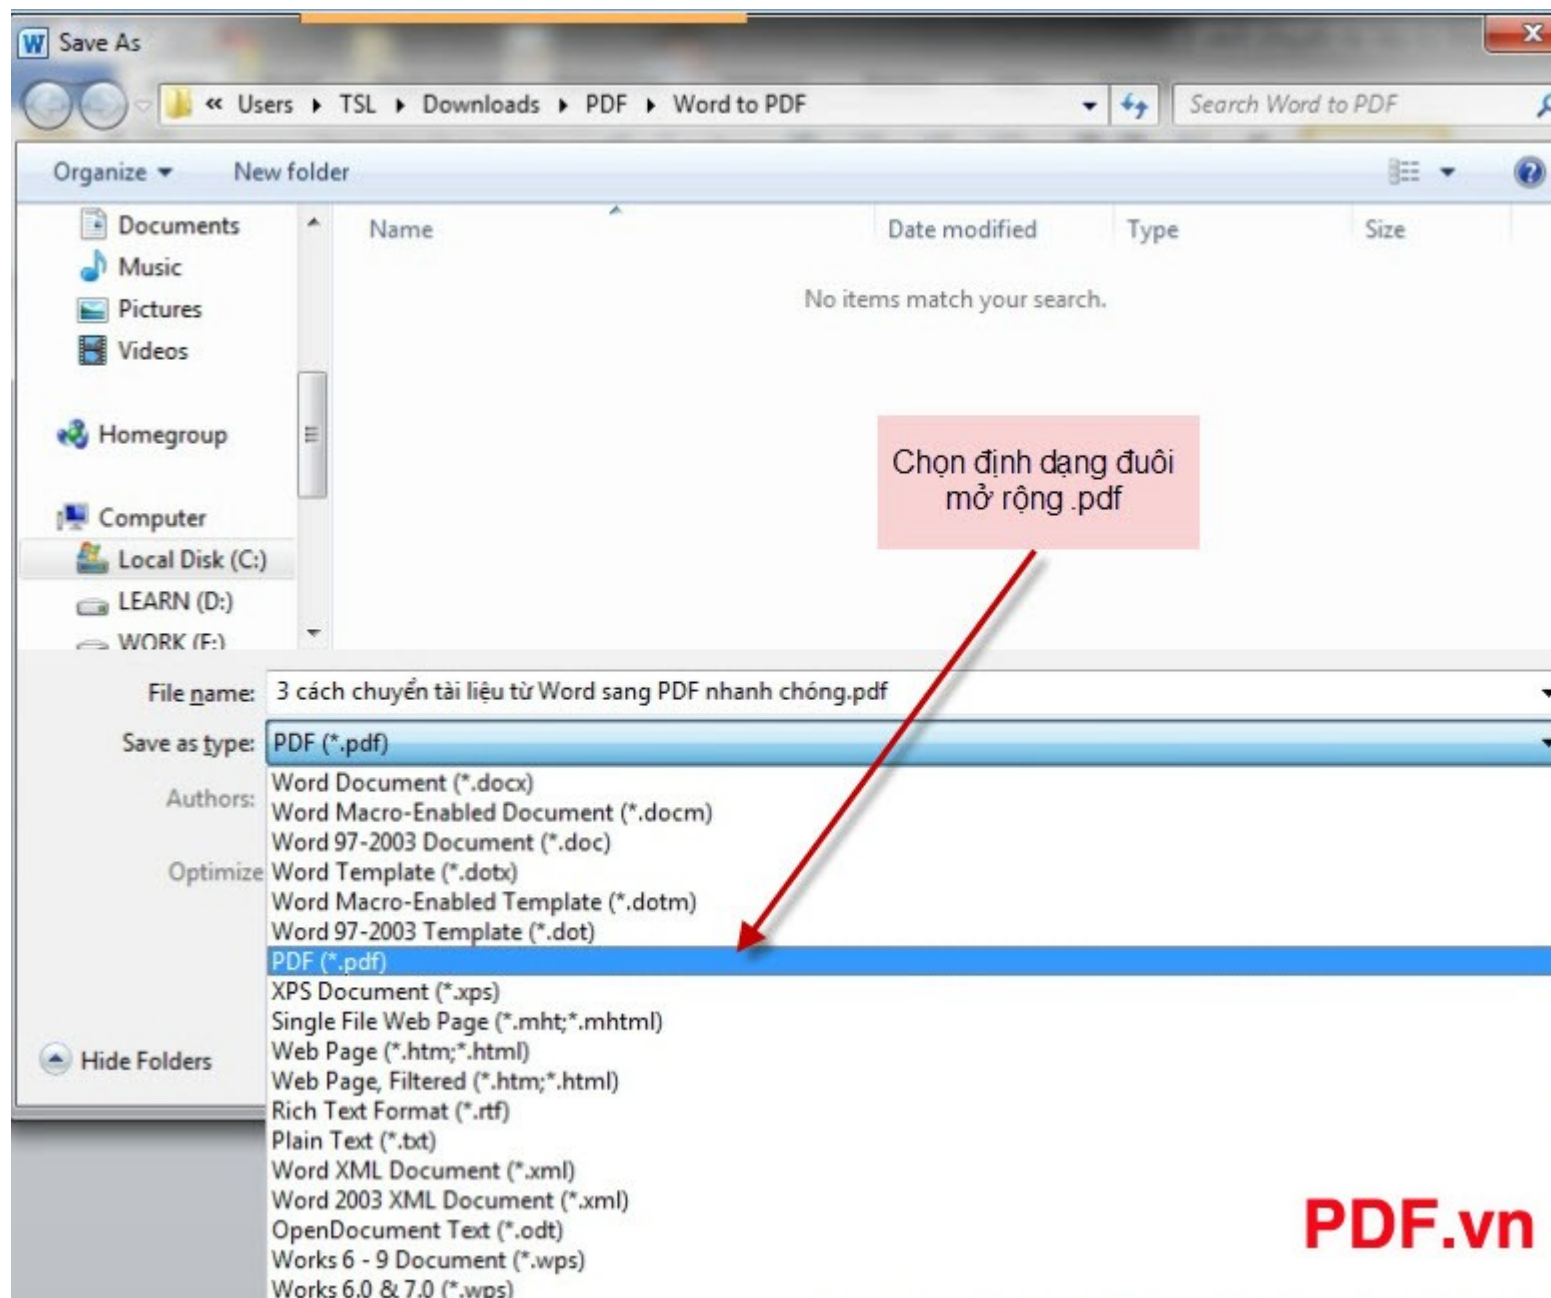 Save As
« Users ▸ TSL ▸ Downloads ▸ PDF ▸ Word to PDF
Search Word to PDF
Organize
New folder
Documents
Music
Pictures
Videos
Homegroup
Computer
Local Disk (C:)
LEARN (D:)
WORK (E:)
Name
Date modified
Type
Size
No items match your search.
Chọn định dạng đuôi
mở rộng .pdf
File name: 3 cách chuyển tài liệu từ Word sang PDF nhanh chóng.pdf
Save as type: PDF (*.pdf)
Authors:
Optimize
Word Document (*.docx)
Word Macro-Enabled Document (*.docm)
Word 97-2003 Document (*.doc)
Word Template (*.dotx)
Word Macro-Enabled Template (*.dotm)
Word 97-2003 Template (*.dot)
PDF (*.pdf)
XPS Document (*.xps)
Single File Web Page (*.mht;*.mhtml)
Web Page (*.htm;*.html)
Web Page, Filtered (*.htm;*.html)
Rich Text Format (*.rtf)
Plain Text (*.txt)
Word XML Document (*.xml)
Word 2003 XML Document (*.xml)
OpenDocument Text (*.odt)
Works 6 - 9 Document (*.wps)
Works 6.0 & 7.0 (*.wps)
Hide Folders
PDF.vn